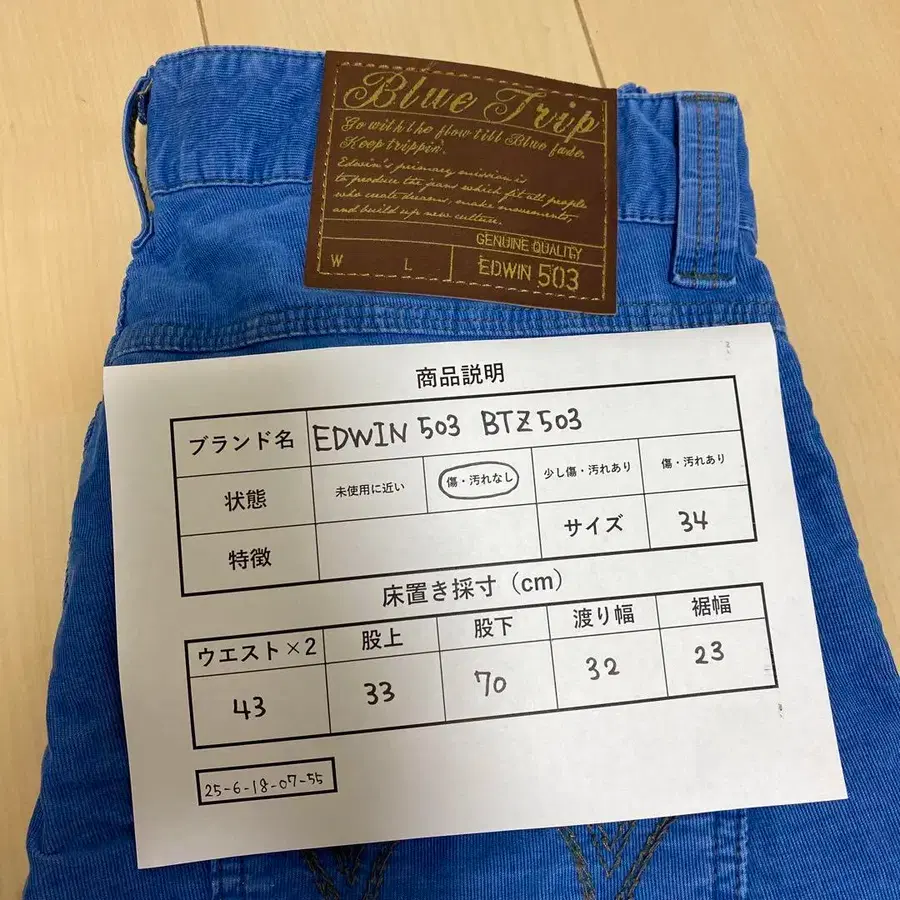 Blue Trip
Go with the flow till Blue fade.
Keep trippin'.
Edwin's primary mission is
to produce the jeans which fit all people
who create dreams, make movements,
and build up new culture.
GENUINE QUALITY
W L EDWIN 503
商品説明
ブランド名 EDWIN 503 BTZ503
状態 未使用に近い 傷・汚れなし 少し傷・汚れあり 傷・汚れあり
特徴 サイズ 34
床置き採寸（cm）
ウエスト×2 股上 股下 渡り幅 裾幅
43 33 70 32 23
25-6-18-07-55